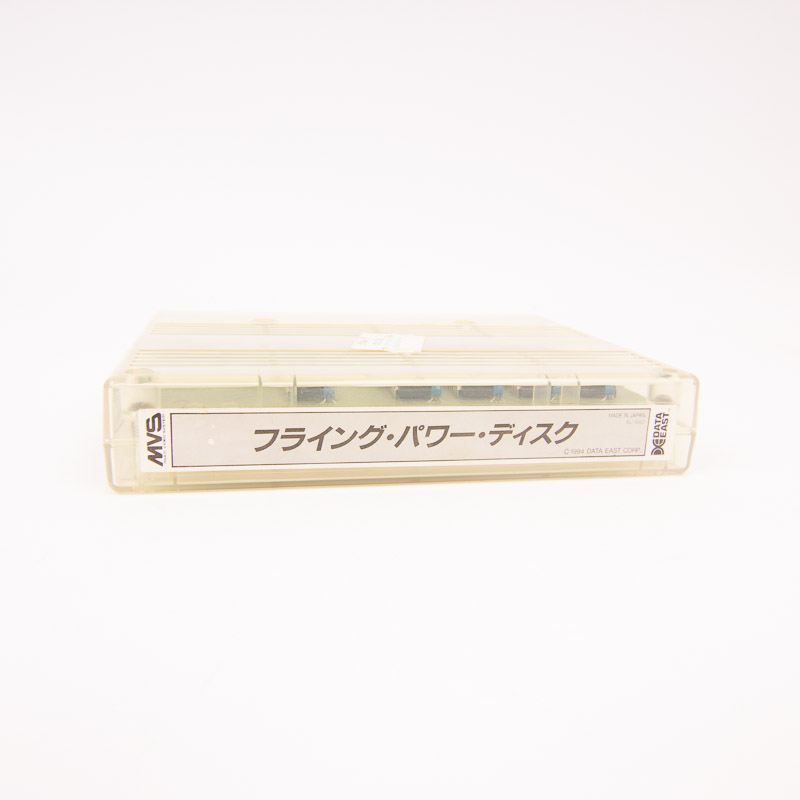 MVS
フライング・パワー・ディスク
MADE IN JAPAN
©1994 DATA EAST CORP.
DATA
EAST